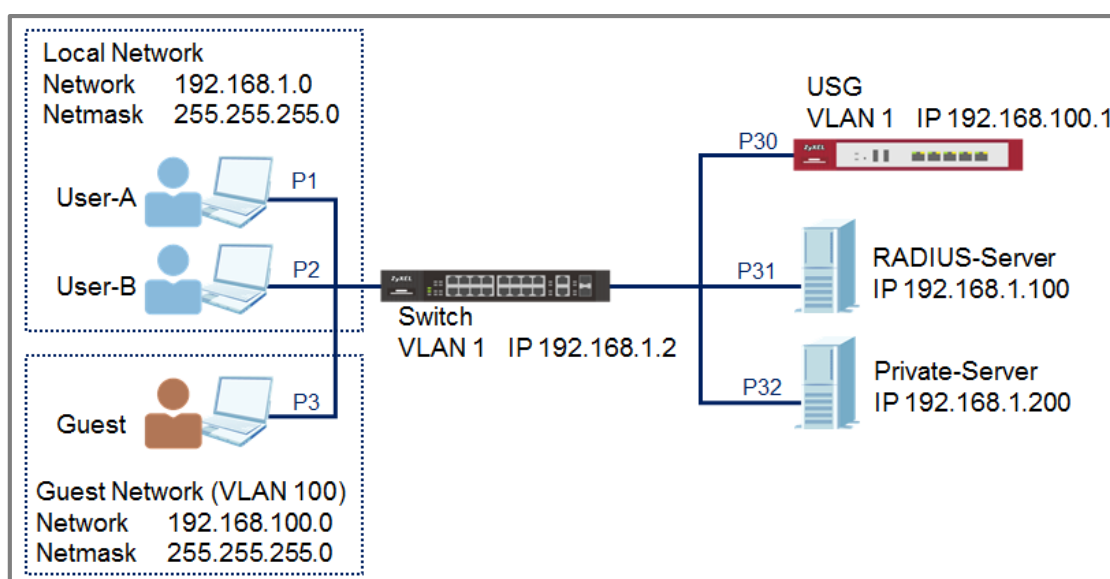 Local Network
Network 192.168.1.0
Netmask 255.255.255.0
User-A
P1
User-B
P2
Guest
P3
Guest Network (VLAN 100)
Network 192.168.100.0
Netmask 255.255.255.0
ZyXEL
Switch
VLAN 1 IP 192.168.1.2
USG
VLAN 1 IP 192.168.100.1
P30
ZyXEL
P31
RADIUS-Server
IP 192.168.1.100
P32
Private-Server
IP 192.168.1.200